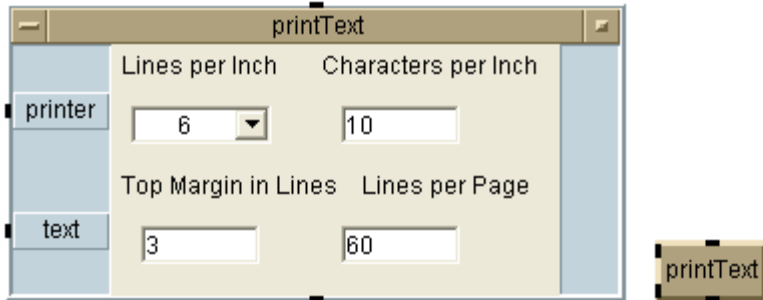 printText
Lines per Inch Characters per Inch
printer 6 10
Top Margin in Lines Lines per Page
text 3 60
printText